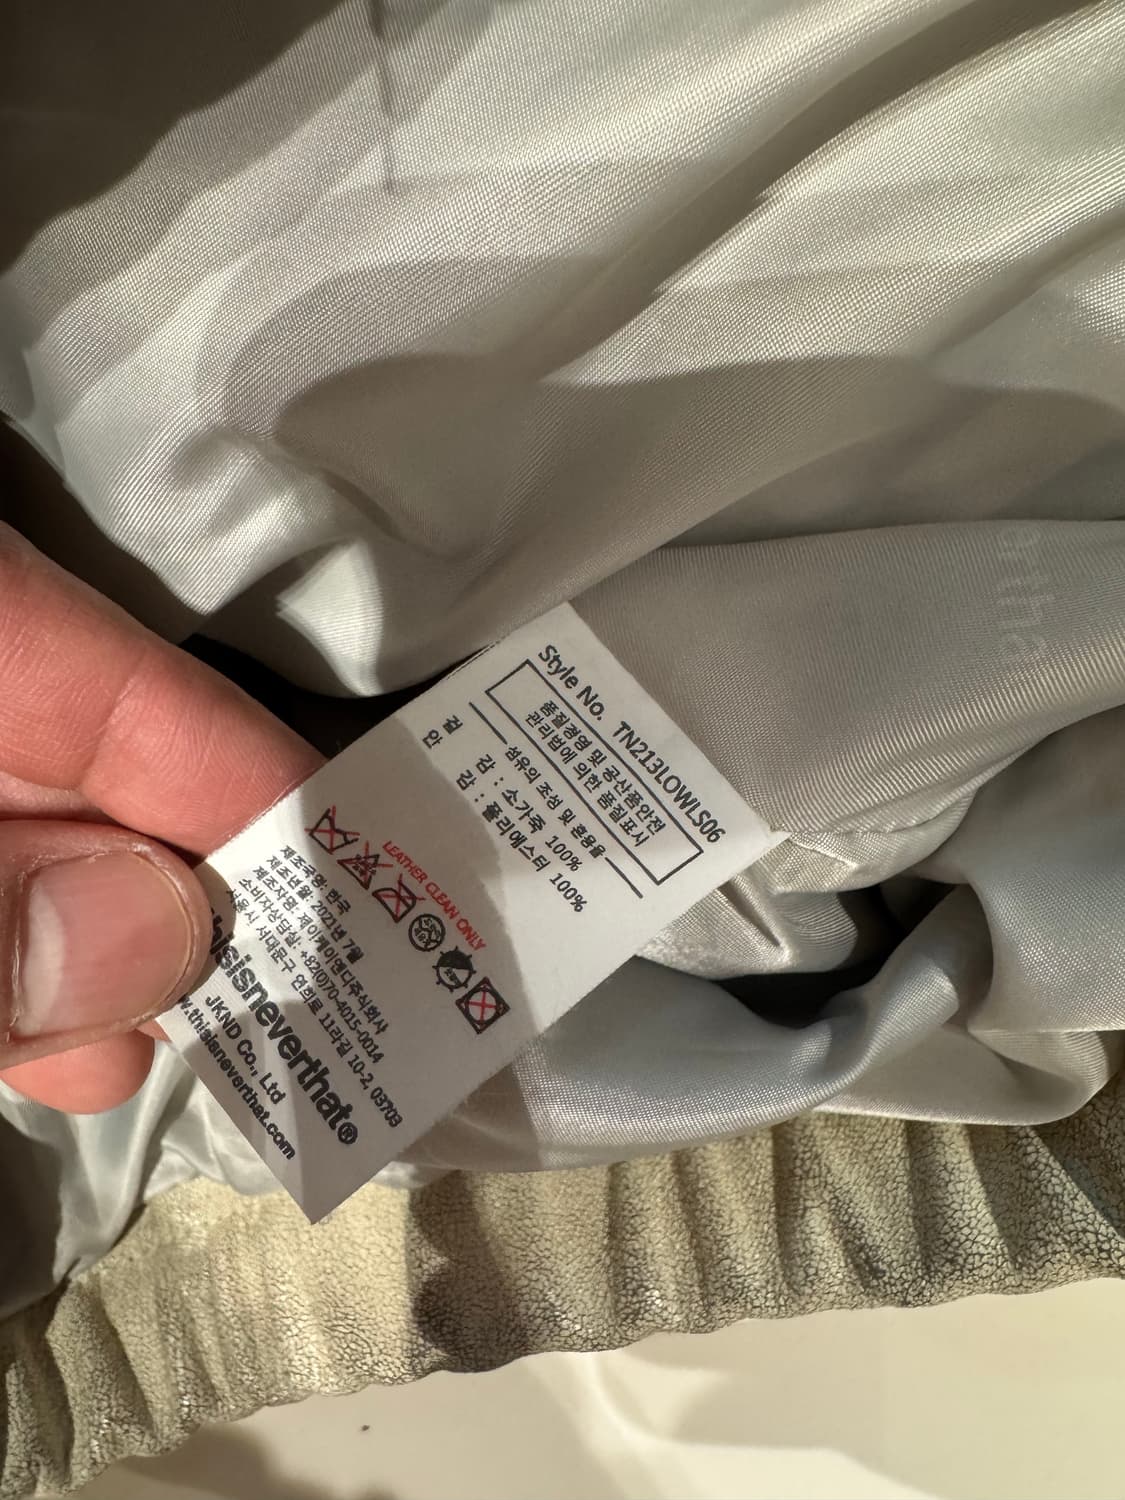 Style No. TN213LOWLS06
품질경영 및 공산품안전
관리법에 의한 품질표시
섬유의 조성 및 혼용율
겉 감 : 소가죽 100%
안 감 : 폴리에스터 100%
LEATHER CLEAN ONLY
제조국명: 한국
제조년월: 2021년 7월
제조자명: 제이케이앤디주식회사
소비자상담실: +82(0)70-4015-0014
서울시 서대문구 연희로 11라길 10-2, 03703
thisisneverthat®
JKND Co., Ltd
w.thisisneverthat.com